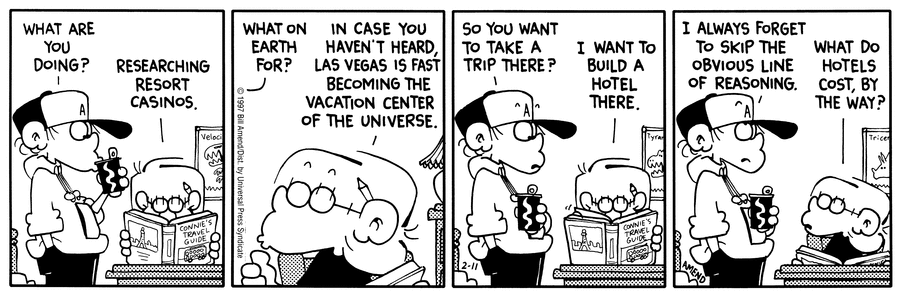 WHAT ARE
YOU
DOING?
RESEARCHING
RESORT
CASINOS.
A
Veloci
CONNIE'S
TRAVEL
GUIDE
WHAT ON
EARTH
FOR?
IN CASE YOU
HAVEN'T HEARD,
LAS VEGAS IS FAST
BECOMING THE
VACATION CENTER
OF THE UNIVERSE.
© 1997 Bill Amend/Dist. by Universal Press Syndicate
SO YOU WANT
TO TAKE A
TRIP THERE?
I WANT TO
BUILD A
HOTEL
THERE.
A
Tyran
CONNIE'S
TRAVEL
GUIDE
2-11
I ALWAYS FORGET
TO SKIP THE
OBVIOUS LINE
OF REASONING.
WHAT DO
HOTELS
COST, BY
THE WAY?
A
Tricer
AMEND